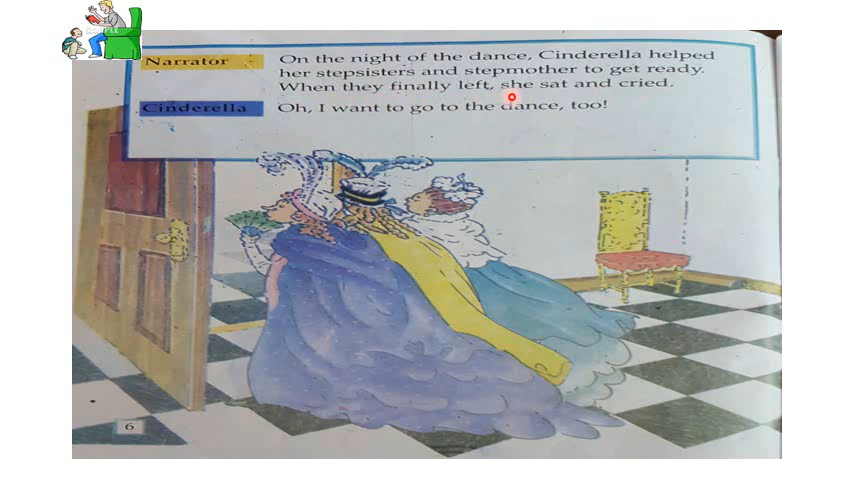 SAMPLE
Narrator On the night of the dance, Cinderella helped
her stepsisters and stepmother to get ready.
When they finally left, she sat and cried.
Cinderella Oh, I want to go to the dance, too!
6